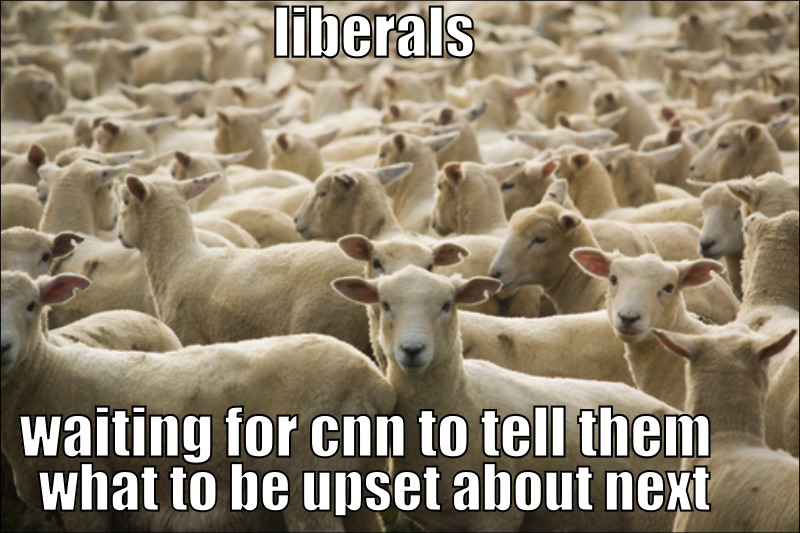 liberals
waiting for cnn to tell them
what to be upset about next